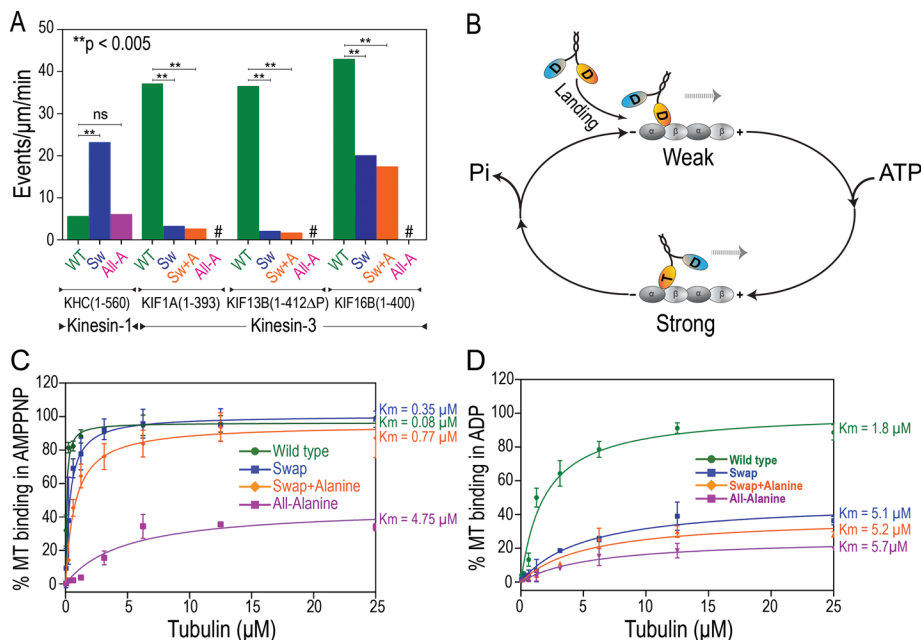 A
**p < 0.005
Events/µm/min
50
40
30
20
10
0
ns
**
**
**
**
**
**
**
# # #
WT Sw All-A WT Sw Sw+A All-A WT Sw Sw+A All-A WT Sw Sw+A All-A
KHC(1-560) KIF1A(1-393) KIF13B(1-412ΔP) KIF16B(1-400)
Kinesin-1 Kinesin-3
B
D D
D
D
Landing
- α β α β +
Weak
Pi
ATP
T D
- α β α β +
Strong
C
% MT binding in AMPPNP
120
100
80
60
40
20
0
Km = 0.35 µM
Km = 0.08 µM
Km = 0.77 µM
Wild type
Swap
Swap+Alanine
All-Alanine
Km = 4.75 µM
0 5 10 15 20 25
Tubulin (µM)
D
% MT binding in ADP
120
100
80
60
40
20
0
Km = 1.8 µM
Wild type
Swap
Swap+Alanine
All-Alanine
Km = 5.1 µM
Km = 5.2 µM
Km = 5.7µM
0 5 10 15 20 25
Tubulin (µM)